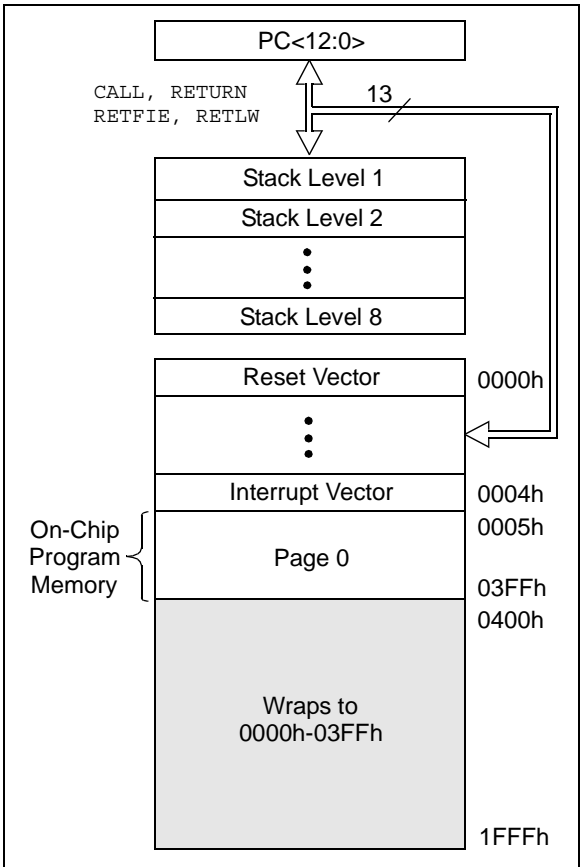 PC<12:0>
CALL, RETURN
RETFIE, RETLW
13
Stack Level 1
Stack Level 2
Stack Level 8
Reset Vector
0000h
Interrupt Vector
0004h
On-Chip
Program
Memory
Page 0
0005h
03FFh
0400h
Wraps to
0000h-03FFh
1FFFh